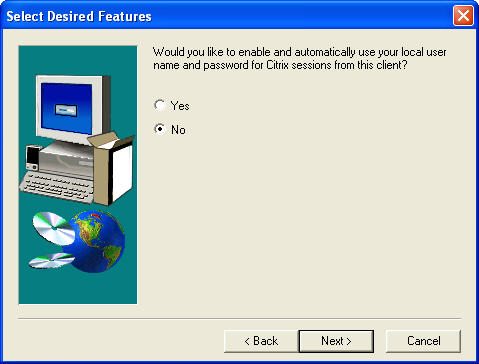 Select Desired Features
Would you like to enable and automatically use your local user
name and password for Citrix sessions from this client?
Yes
No
< Back
Next >
Cancel